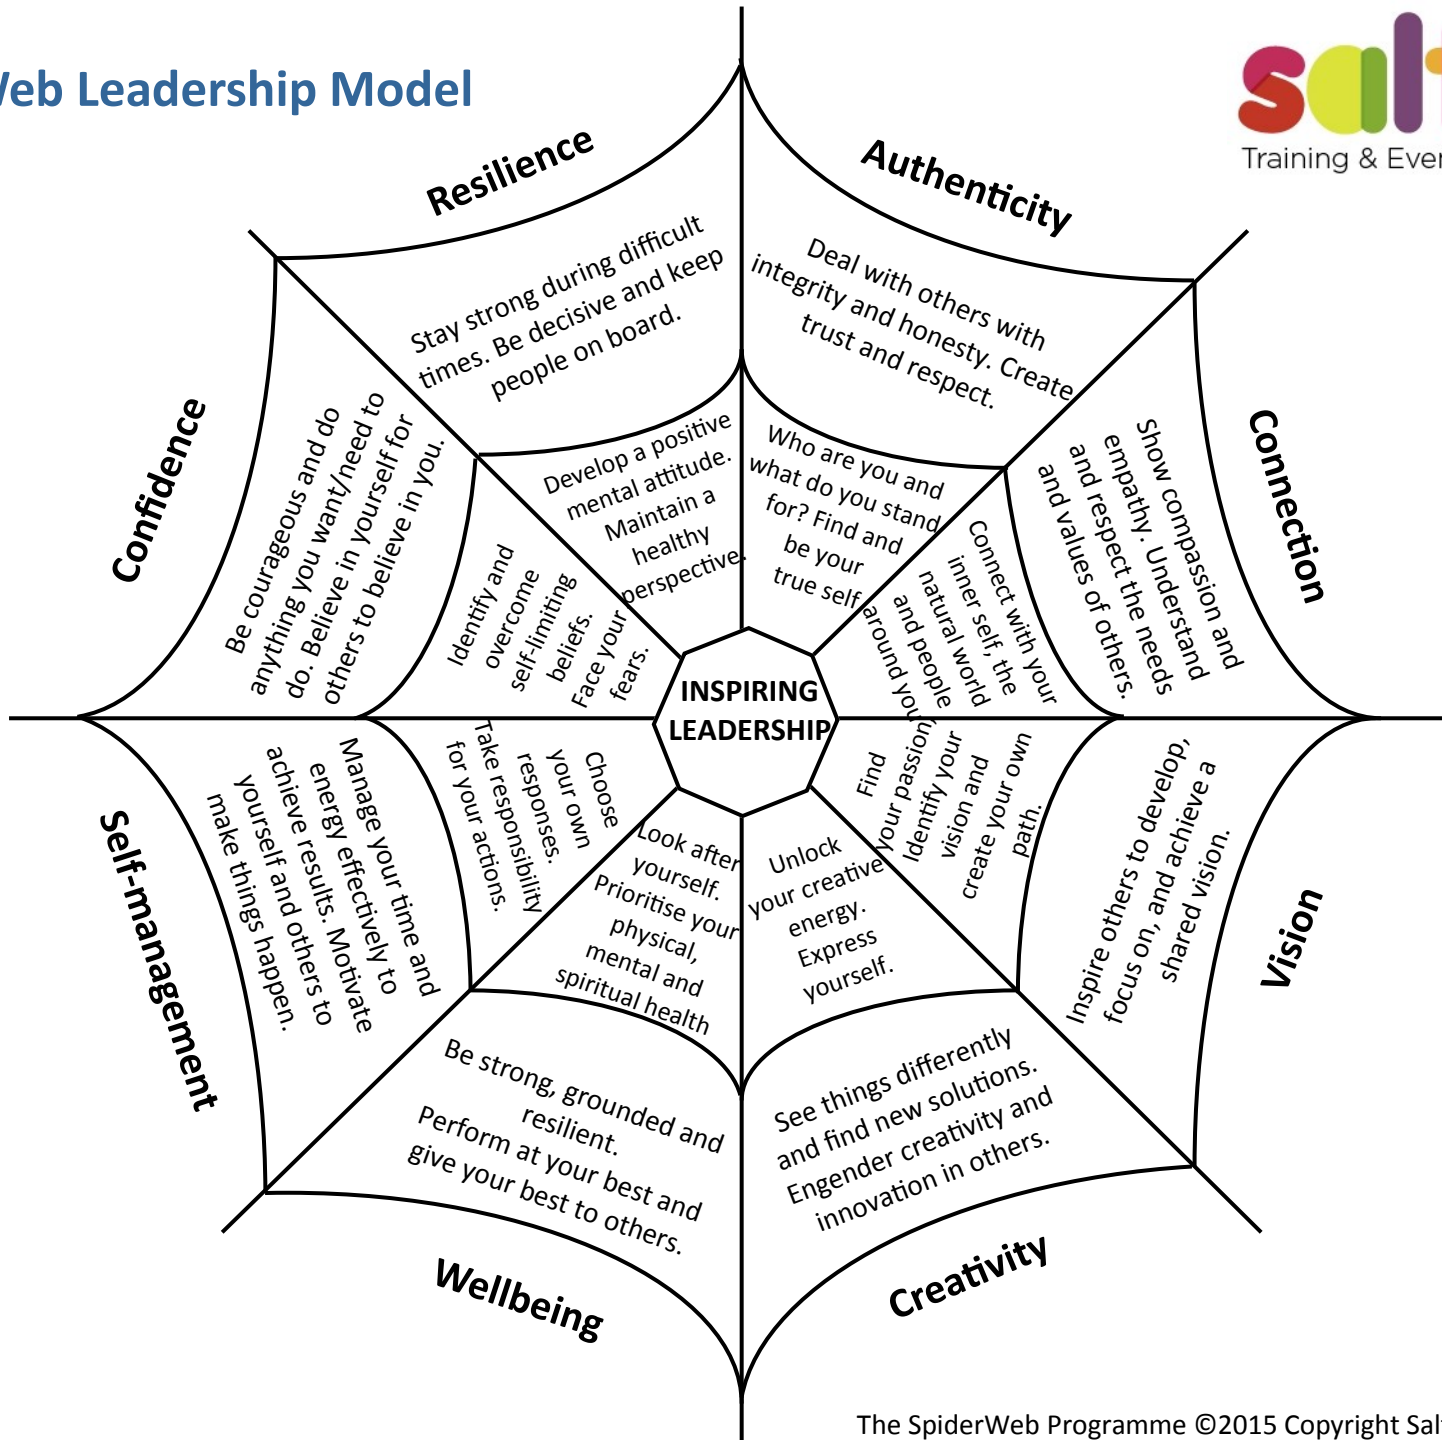 Web Leadership Model
salt
Training & Even
Resilience
Stay strong during difficult
times. Be decisive and keep
people on board.
Develop a positive
mental attitude.
Maintain a
healthy
perspective.
Authenticity
Deal with others with
integrity and honesty. Create
trust and respect.
Who are you and
what do you stand
for? Find and
be your
true self
Connection
Show compassion and
empathy. Understand
and respect the needs
and values of others.
Connect with your
inner self, the
natural world
and people
around you
Vision
Inspire others to develop,
focus on, and achieve a
shared vision.
Find
your passion,
Identify your
vision and
create your own
path.
Creativity
See things differently
and find new solutions.
Engender creativity and
innovation in others.
Unlock
your creative
energy.
Express
yourself.
Wellbeing
Be strong, grounded and
resilient.
Perform at your best and
give your best to others.
Look after
yourself.
Prioritise your
physical,
mental and
spiritual health
Self-management
Manage your time and
energy effectively to
achieve results. Motivate
yourself and others to
make things happen.
Choose
your own
responses.
Take responsibility
for your actions.
Confidence
Be courageous and do
anything you want/need to
do. Believe in yourself for
others to believe in you.
Identify and
overcome
self-limiting
beliefs.
Face your
fears.
INSPIRING
LEADERSHIP
The SpiderWeb Programme ©2015 Copyright Sal